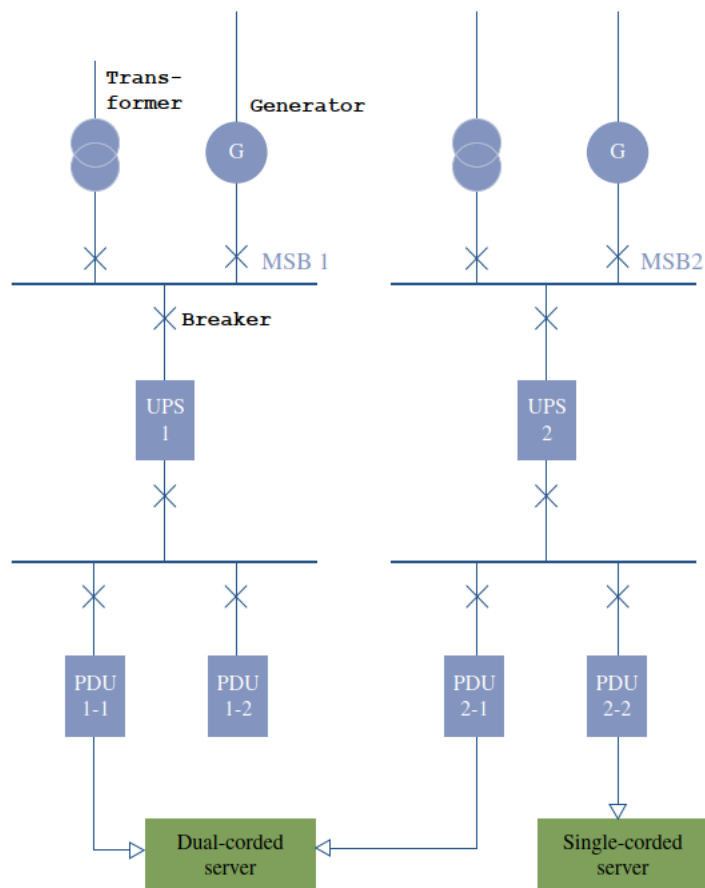 Trans-
former
Generator
G
G
MSB 1
MSB2
Breaker
UPS
1
UPS
2
PDU
1-1
PDU
1-2
PDU
2-1
PDU
2-2
Dual-corded
server
Single-corded
server